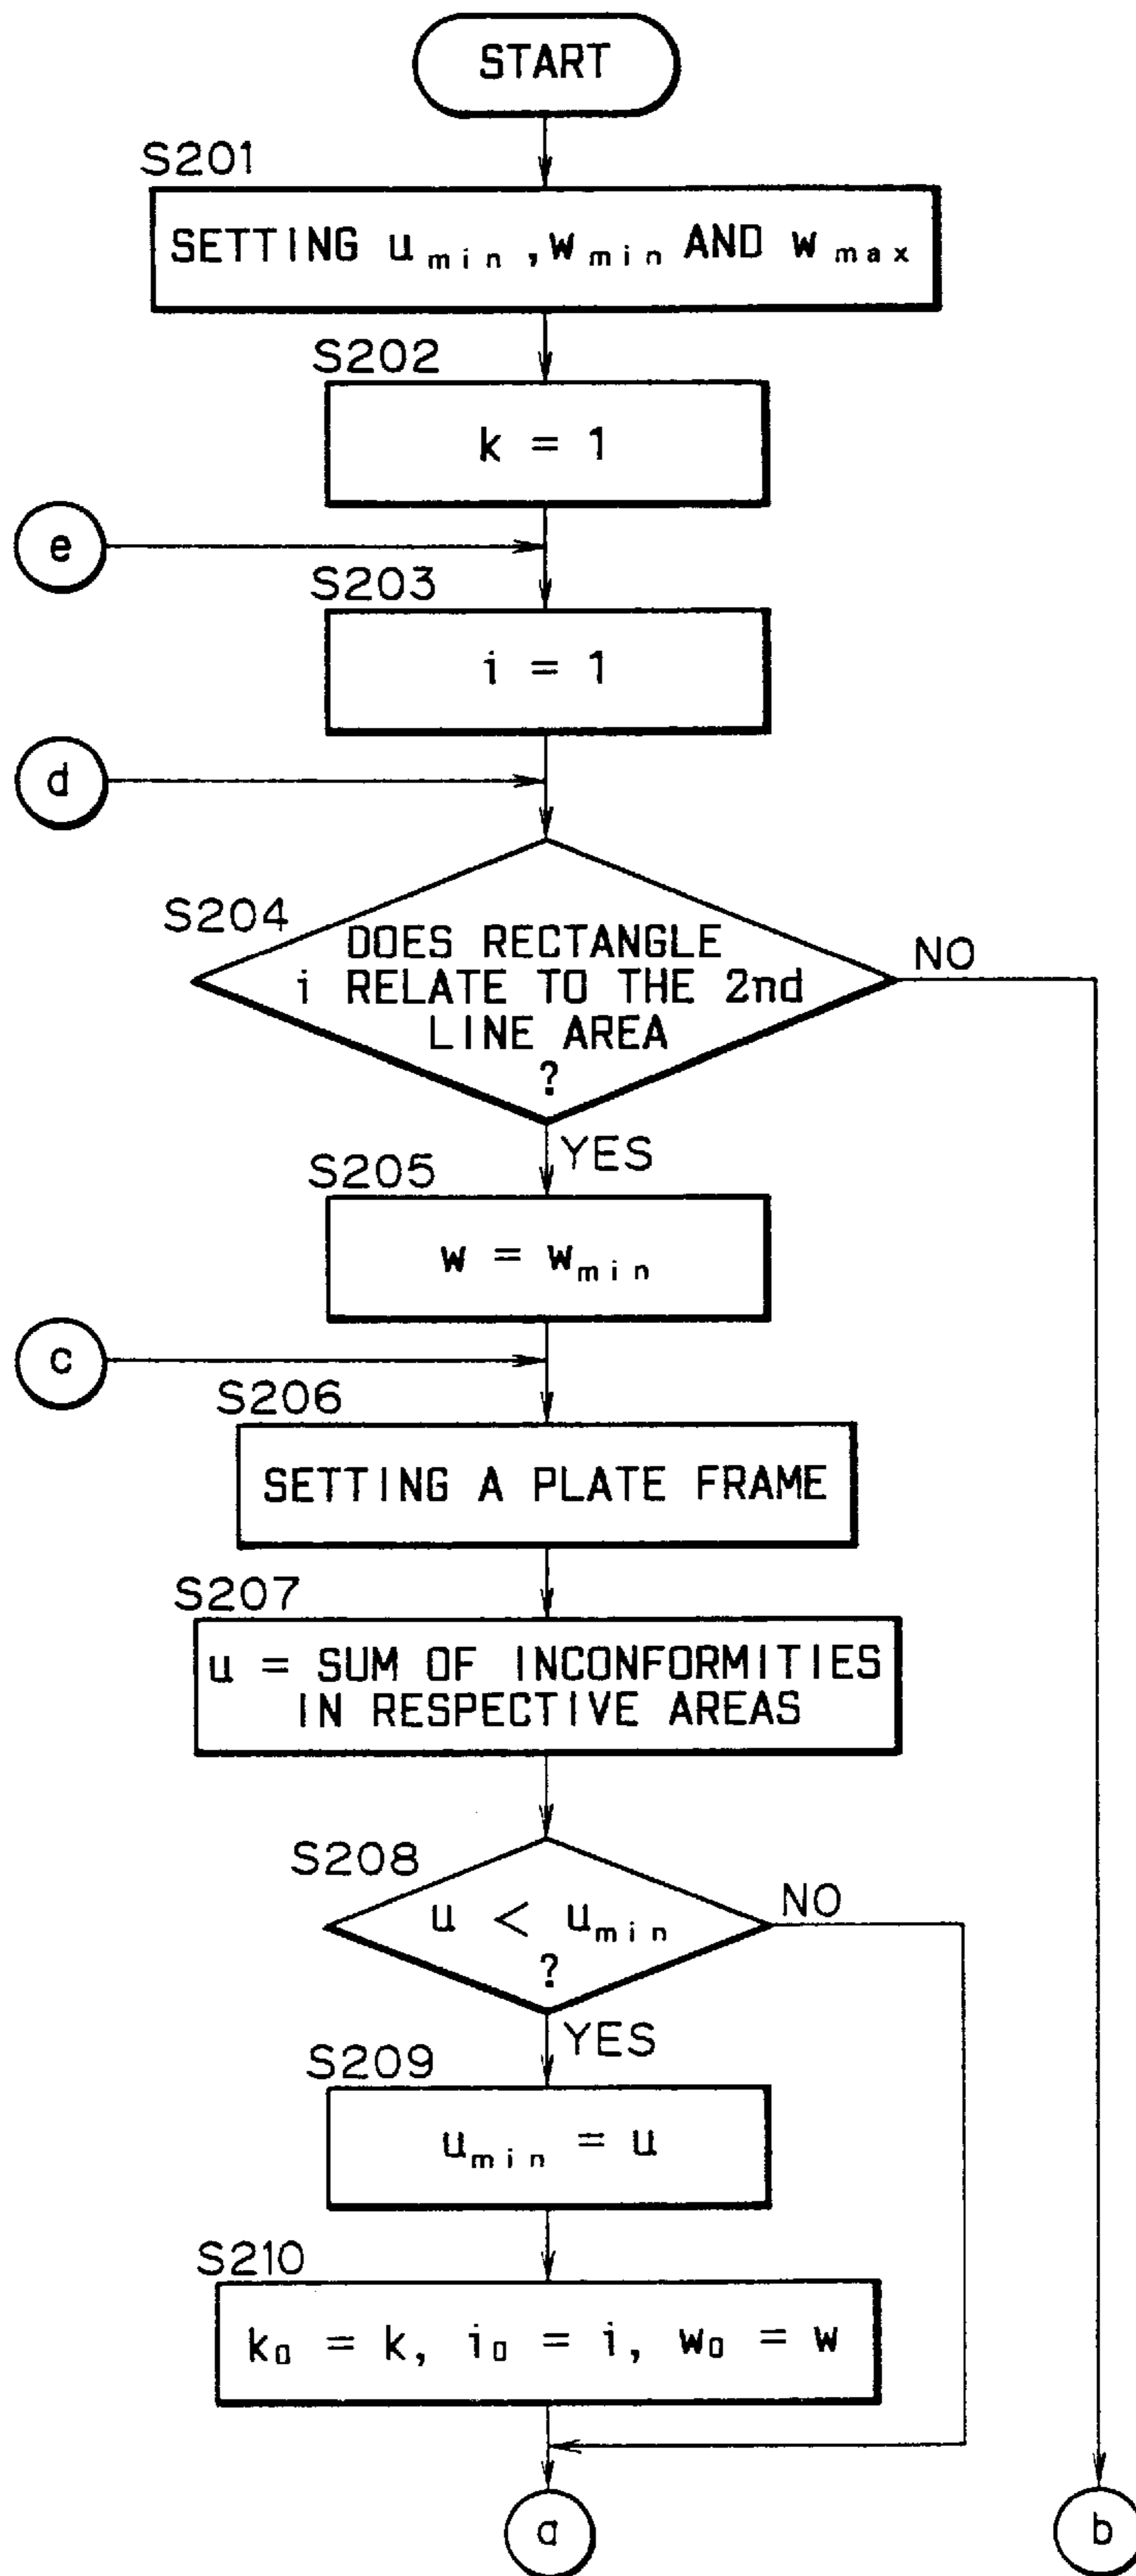 START
S201
SETTING u min , w min AND w max
S202
k = 1
e
S203
i = 1
d
S204
DOES RECTANGLE
i RELATE TO THE 2nd
LINE AREA
?
NO
YES
S205
w = w min
c
S206
SETTING A PLATE FRAME
S207
u = SUM OF INCONFORMITIES
IN RESPECTIVE AREAS
S208
u < u min
?
NO
YES
S209
u min = u
S210
k0 = k, i0 = i, w0 = w
a
b